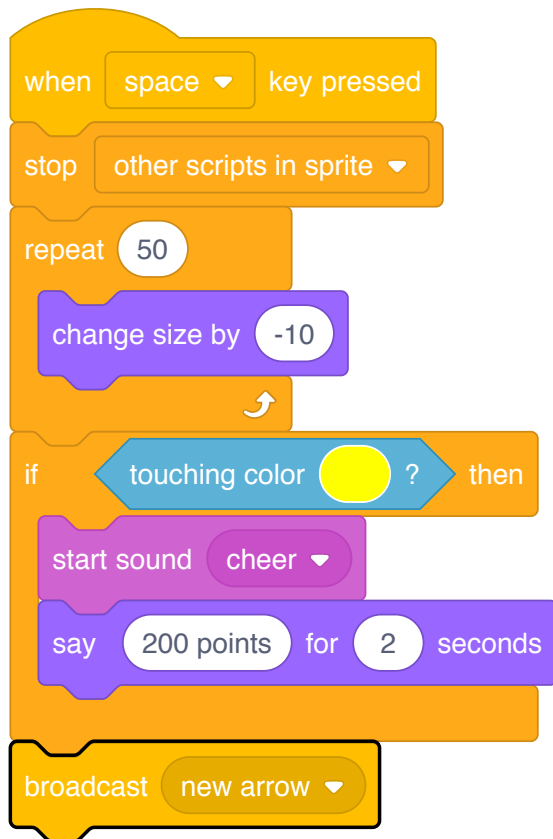 when space key pressed
stop other scripts in sprite
repeat 50
change size by -10
if touching color ? then
start sound cheer
say 200 points for 2 seconds
broadcast new arrow